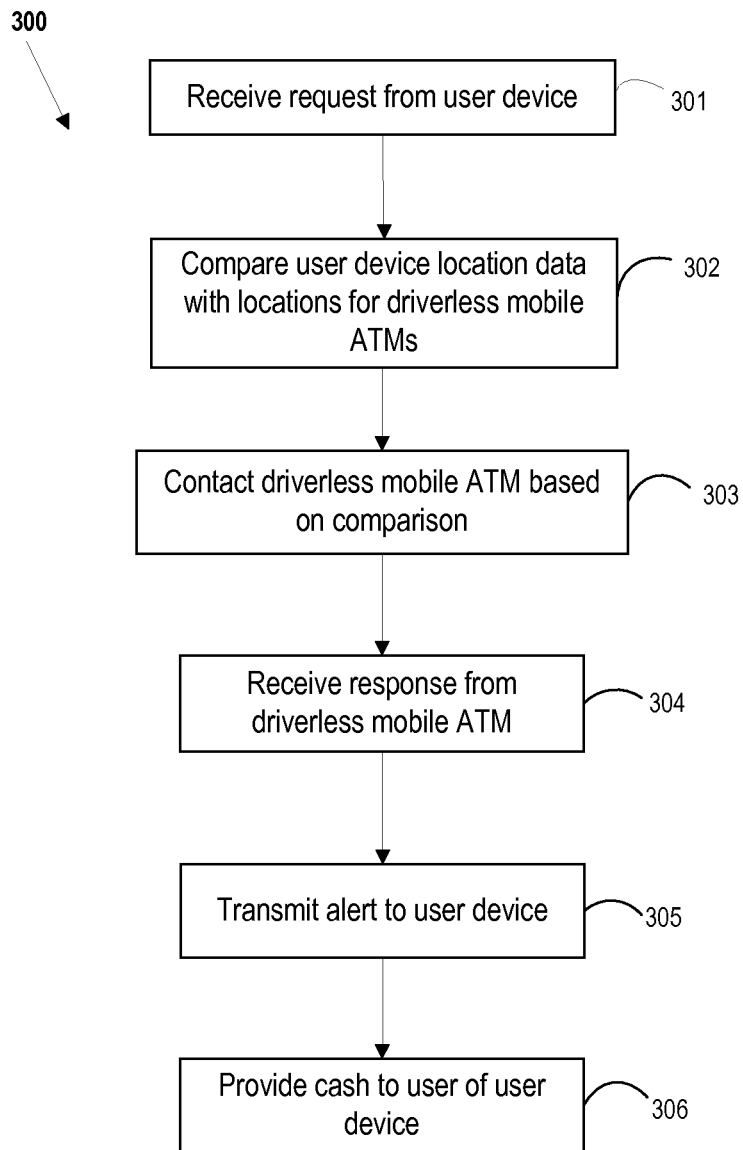 300
Receive request from user device
301
Compare user device location data
with locations for driverless mobile
ATMs
302
Contact driverless mobile ATM based
on comparison
303
Receive response from
driverless mobile ATM
304
Transmit alert to user device
305
Provide cash to user of user
device
306